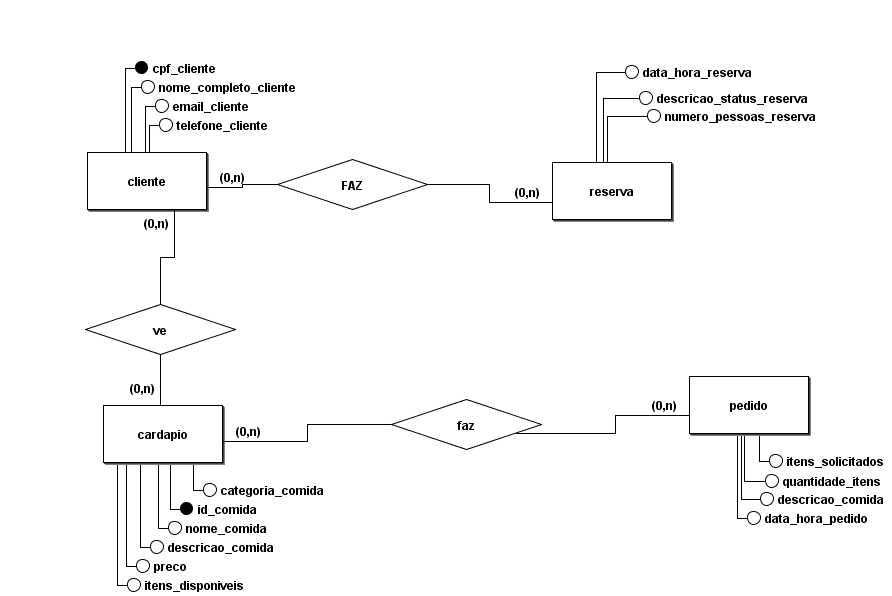 cpf_cliente
nome_completo_cliente
email_cliente
telefone_cliente
data_hora_reserva
descricao_status_reserva
numero_pessoas_reserva
cliente
(0,n)
FAZ
(0,n)
reserva
(0,n)
ve
(0,n)
cardapio
(0,n)
faz
(0,n)
pedido
itens_solicitados
quantidade_itens
descricao_comida
data_hora_pedido
categoria_comida
id_comida
nome_comida
descricao_comida
preco
itens_disponiveis